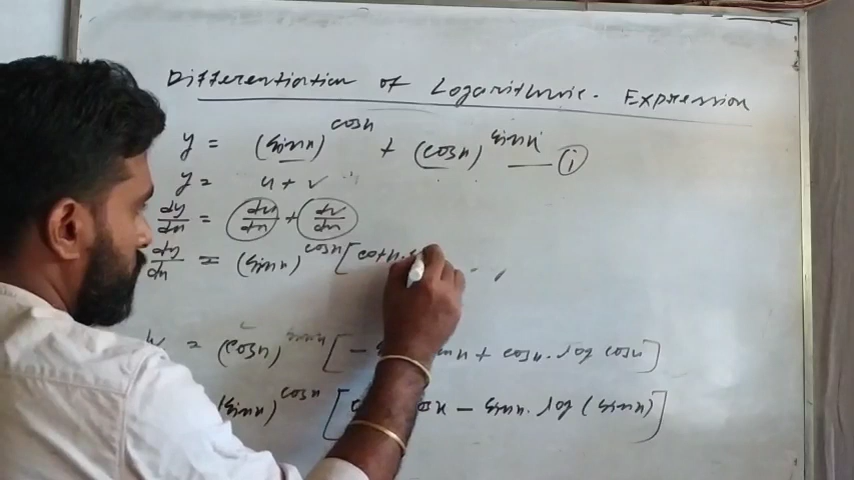 Differentiation of Logarithmic. Expression
y = (sinx)^cosx + (cosx)^sinx — (i)
y = u + v
dy/dx = du/dx + dv/dx
dy/dx = (sinx)^cosx [cotx.
= (cosx)^sinx [- sinx + cosx. log cosx]
(sinx)^cosx [ - sinx. log (sinx)]